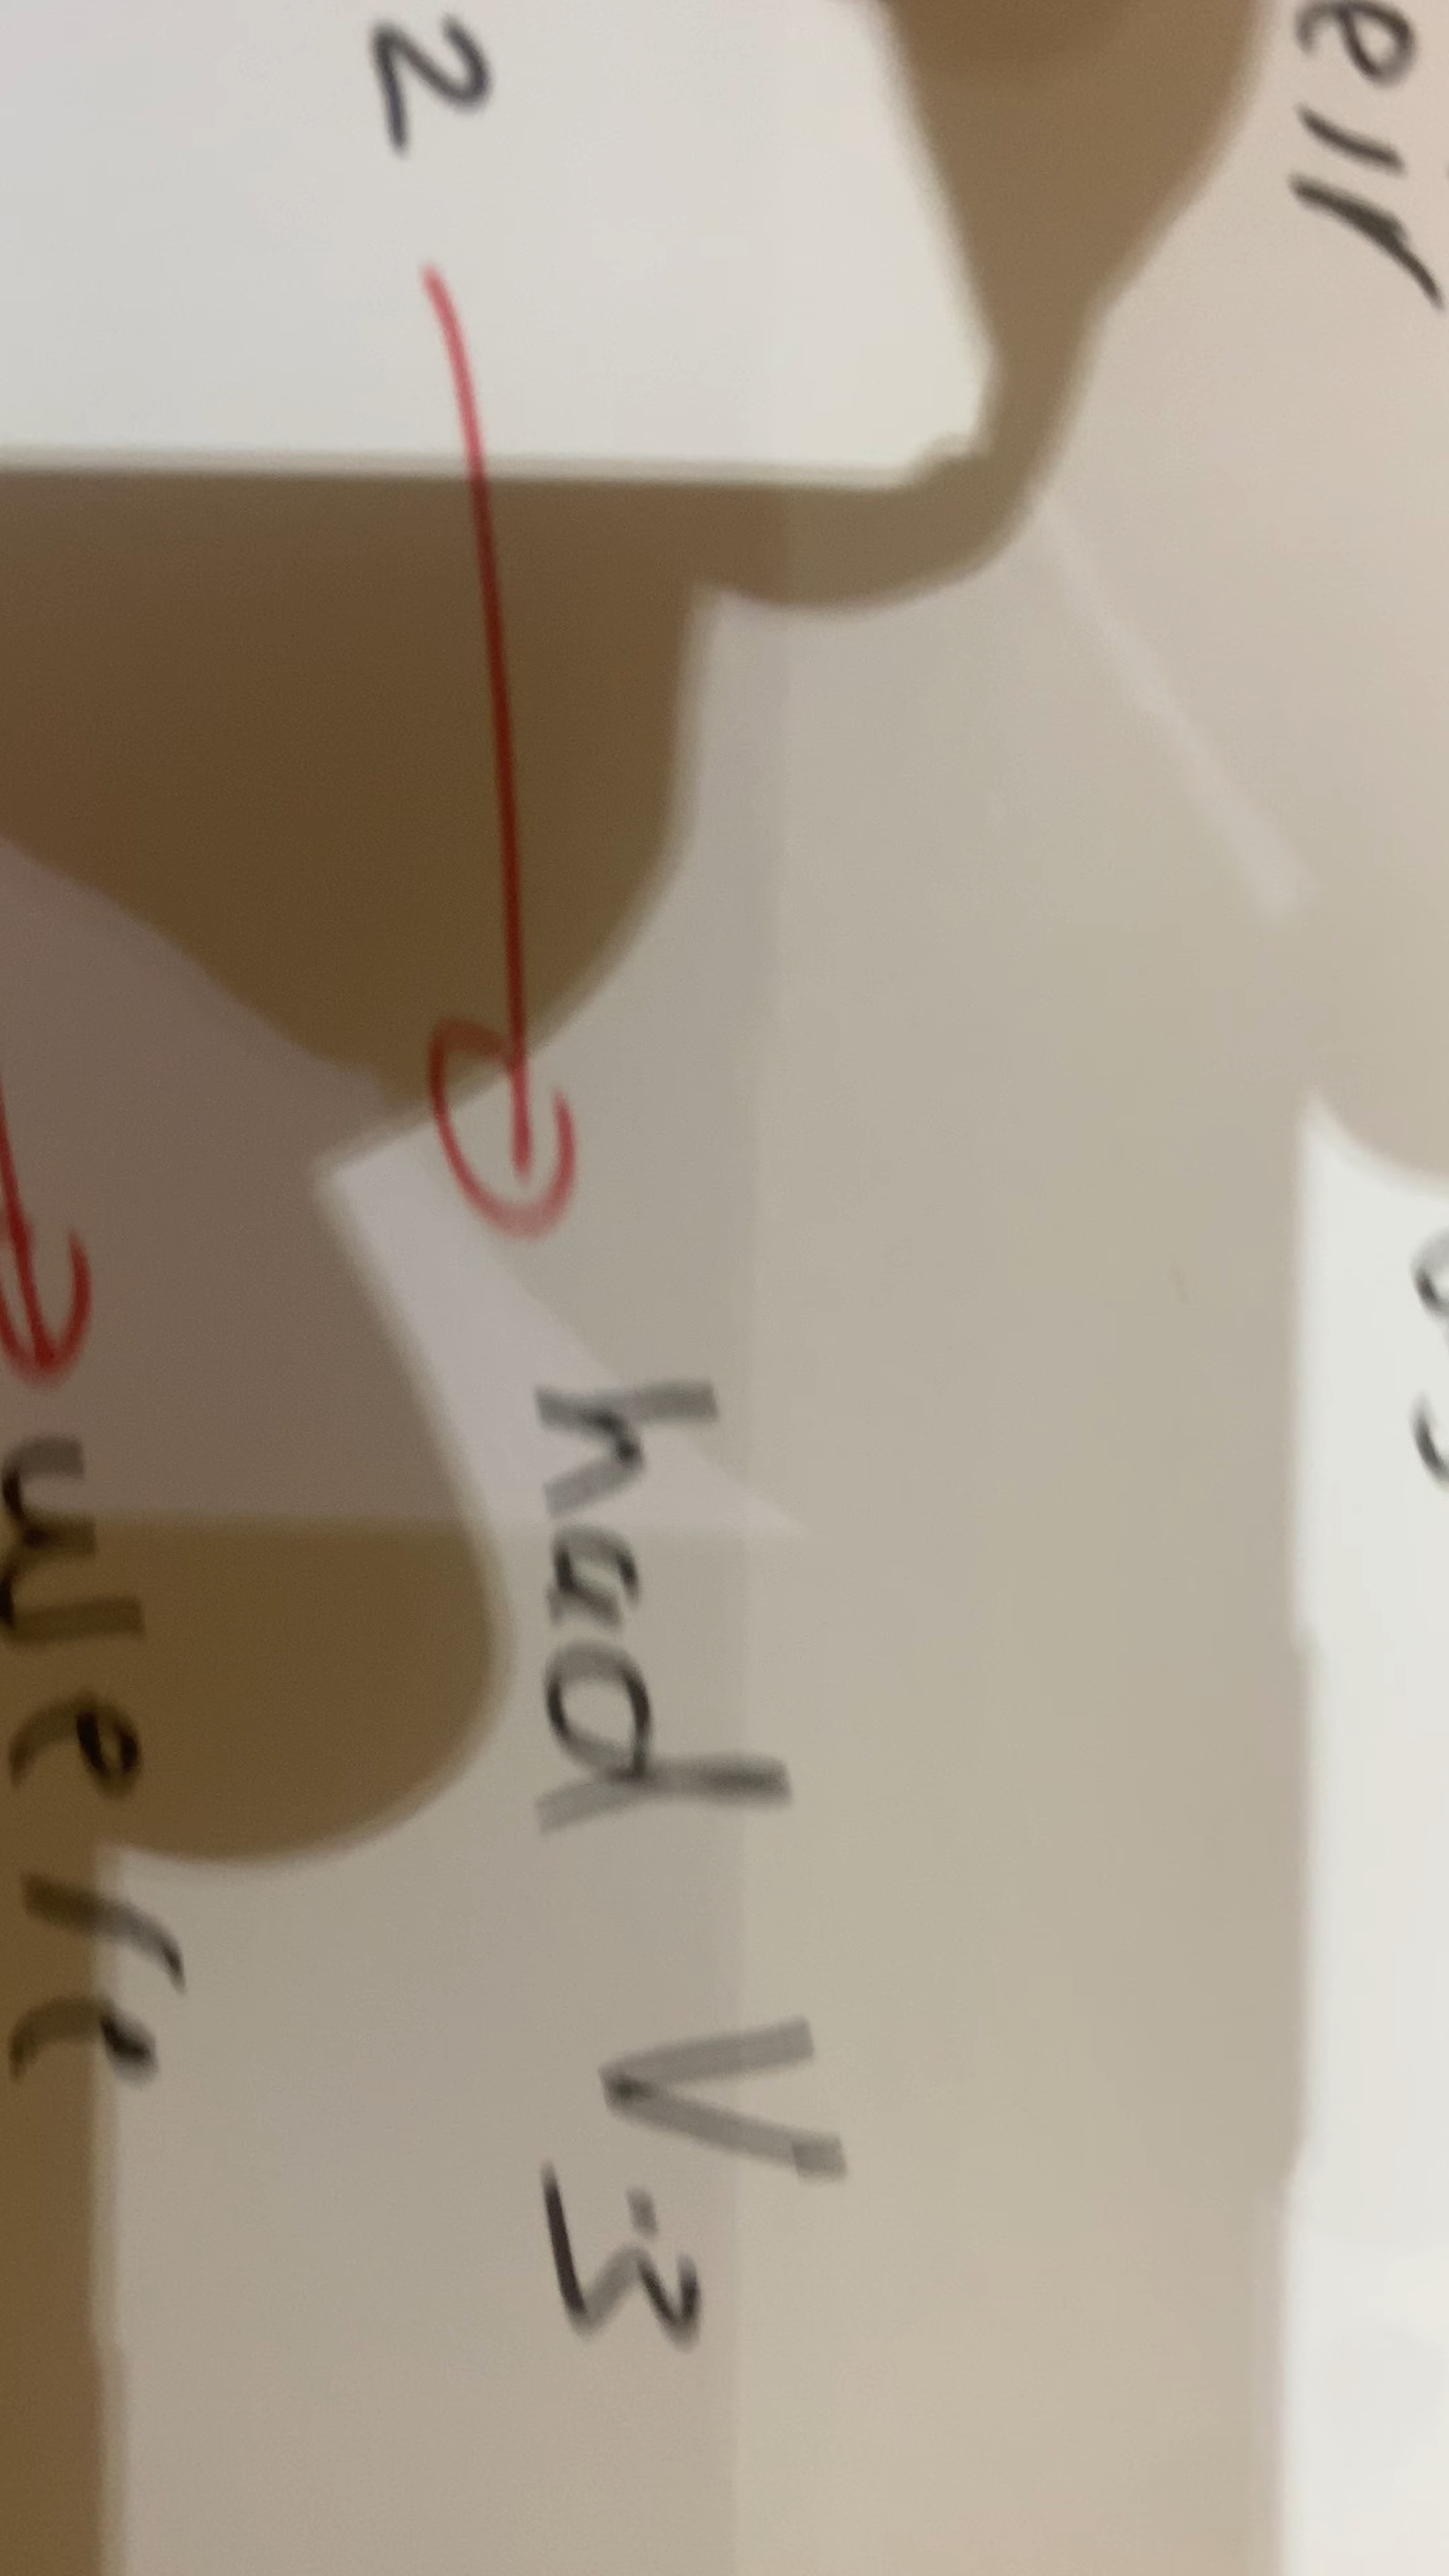 2 → had V3
→ were